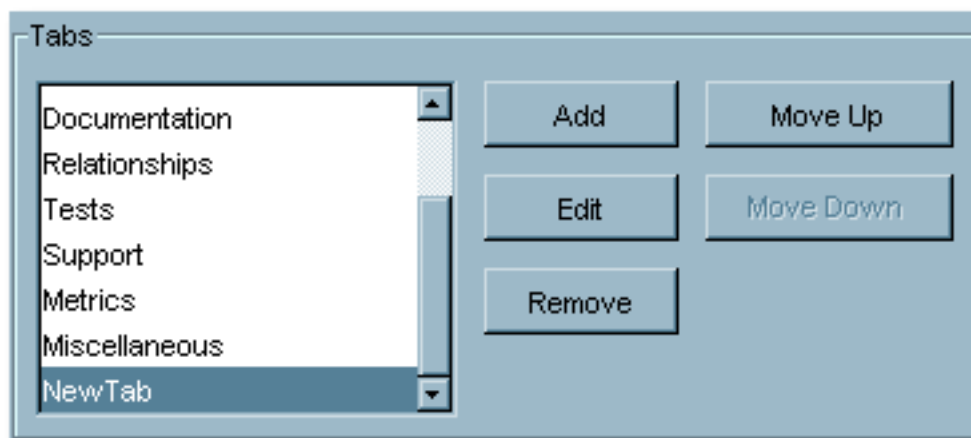 Tabs
Documentation
Relationships
Tests
Support
Metrics
Miscellaneous
NewTab
Add
Move Up
Edit
Move Down
Remove